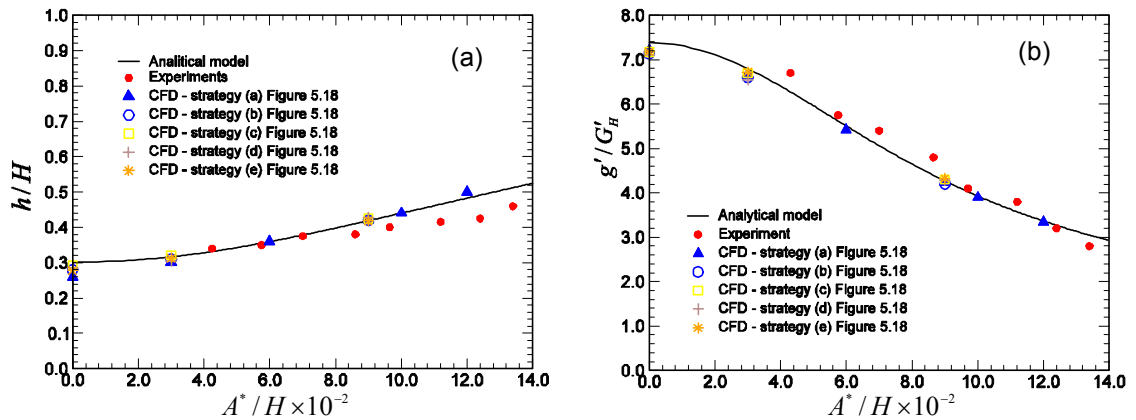 1.0
0.9
0.8
0.7
0.6
0.5
0.4
0.3
0.2
0.1
0.0
h/H
(a)
Analitical model
Experiments
CFD - strategy (a) Figure 5.18
CFD - strategy (b) Figure 5.18
CFD - strategy (c) Figure 5.18
CFD - strategy (d) Figure 5.18
CFD - strategy (e) Figure 5.18
0.0 2.0 4.0 6.0 8.0 10.0 12.0 14.0
A*/H×10-2
8.0
7.0
6.0
5.0
4.0
3.0
2.0
1.0
0.0
g'/G'H
(b)
Analytical model
Experiment
CFD - strategy (a) Figure 5.18
CFD - strategy (b) Figure 5.18
CFD - strategy (c) Figure 5.18
CFD - strategy (d) Figure 5.18
CFD - strategy (e) Figure 5.18
0.0 2.0 4.0 6.0 8.0 10.0 12.0 14.0
A*/H×10-2